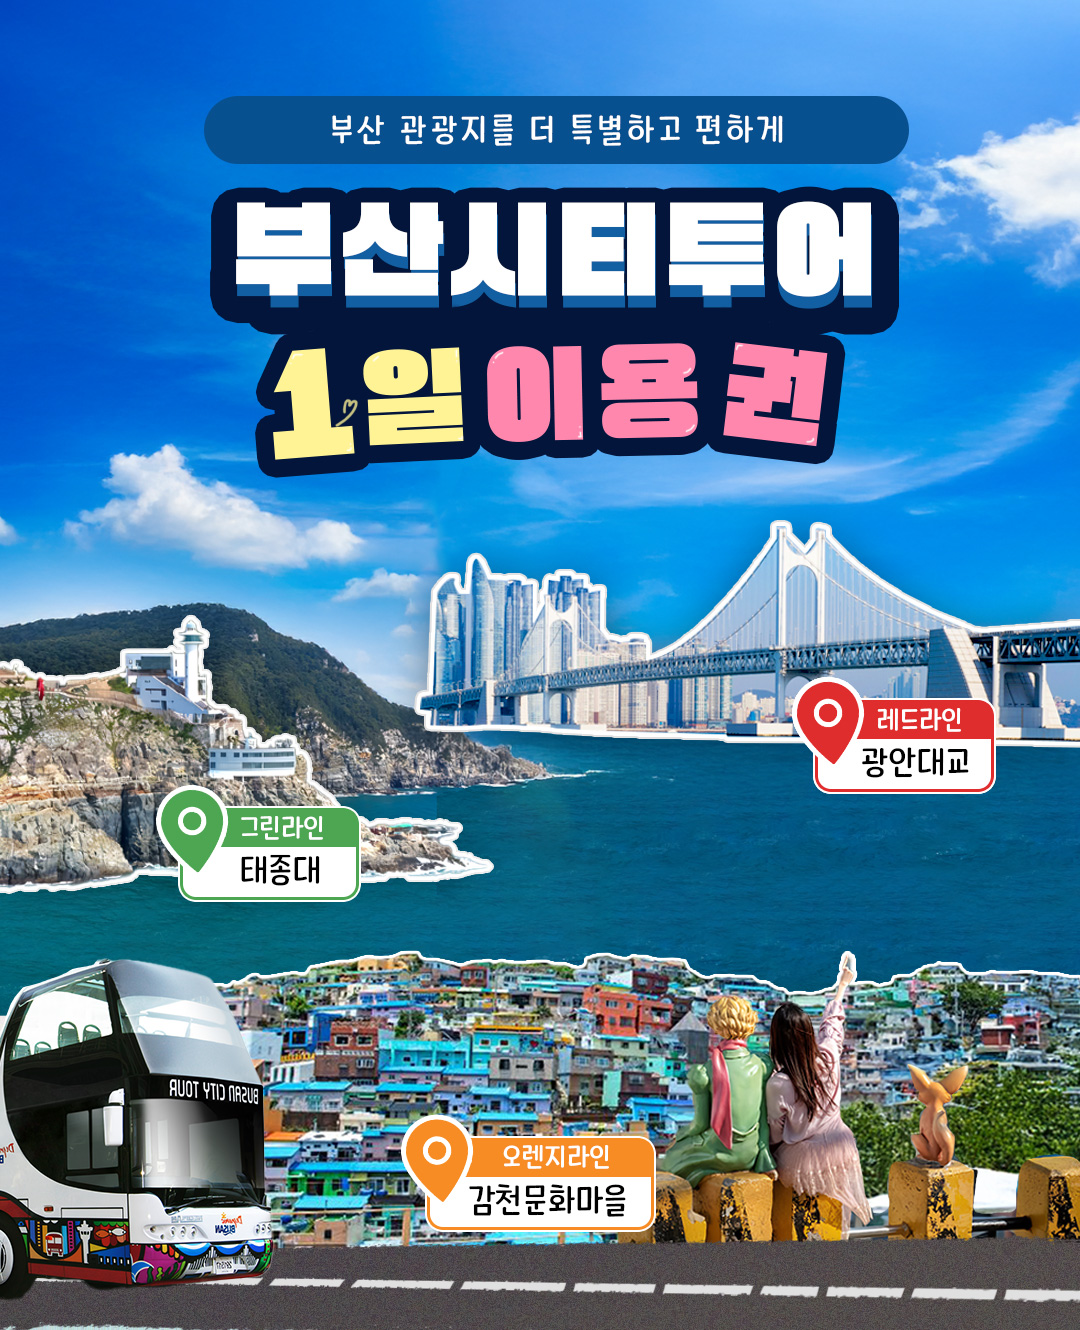 부산 관광지를 더 특별하고 편하게
부산시티투어
1일 이용권
레드라인
광안대교
그린라인
태종대
BUSAN CITY TOUR
오렌지라인
감천문화마을
BUSAN